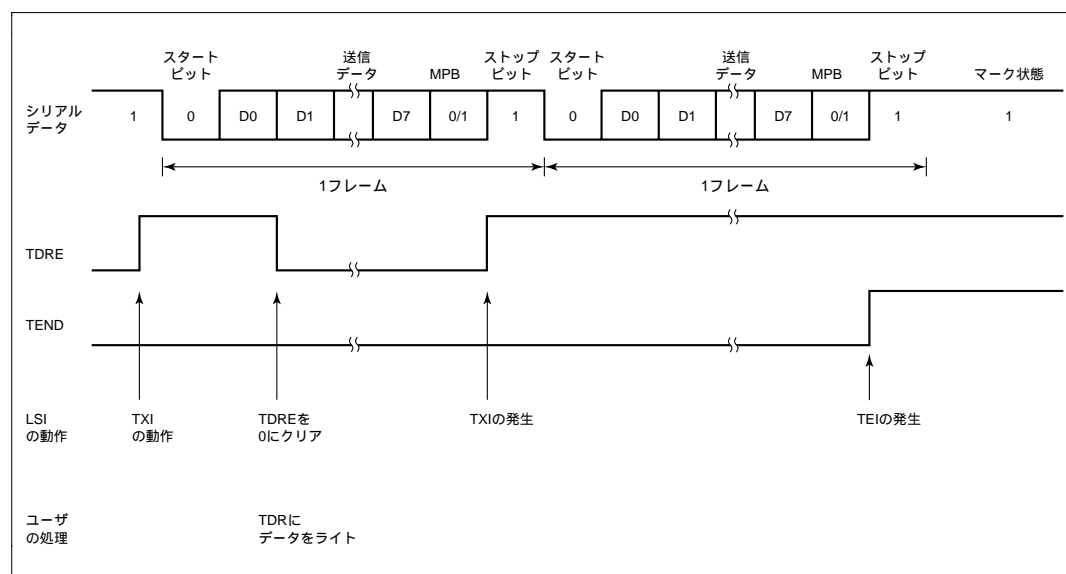 スタート
ビット
送信
データ
MPB
ストップ
ビット
スタート
ビット
送信
データ
MPB
ストップ
ビット
マーク状態
シリアル
データ
1 0 D0 D1 D7 0/1 1 0 D0 D1 D7 0/1 1 1
1フレーム 1フレーム
TDRE
TEND
LSI
の動作
TXI
の動作
TDREを
0にクリア
TXIの発生
TEIの発生
ユーザ
の処理
TDRに
データをライト